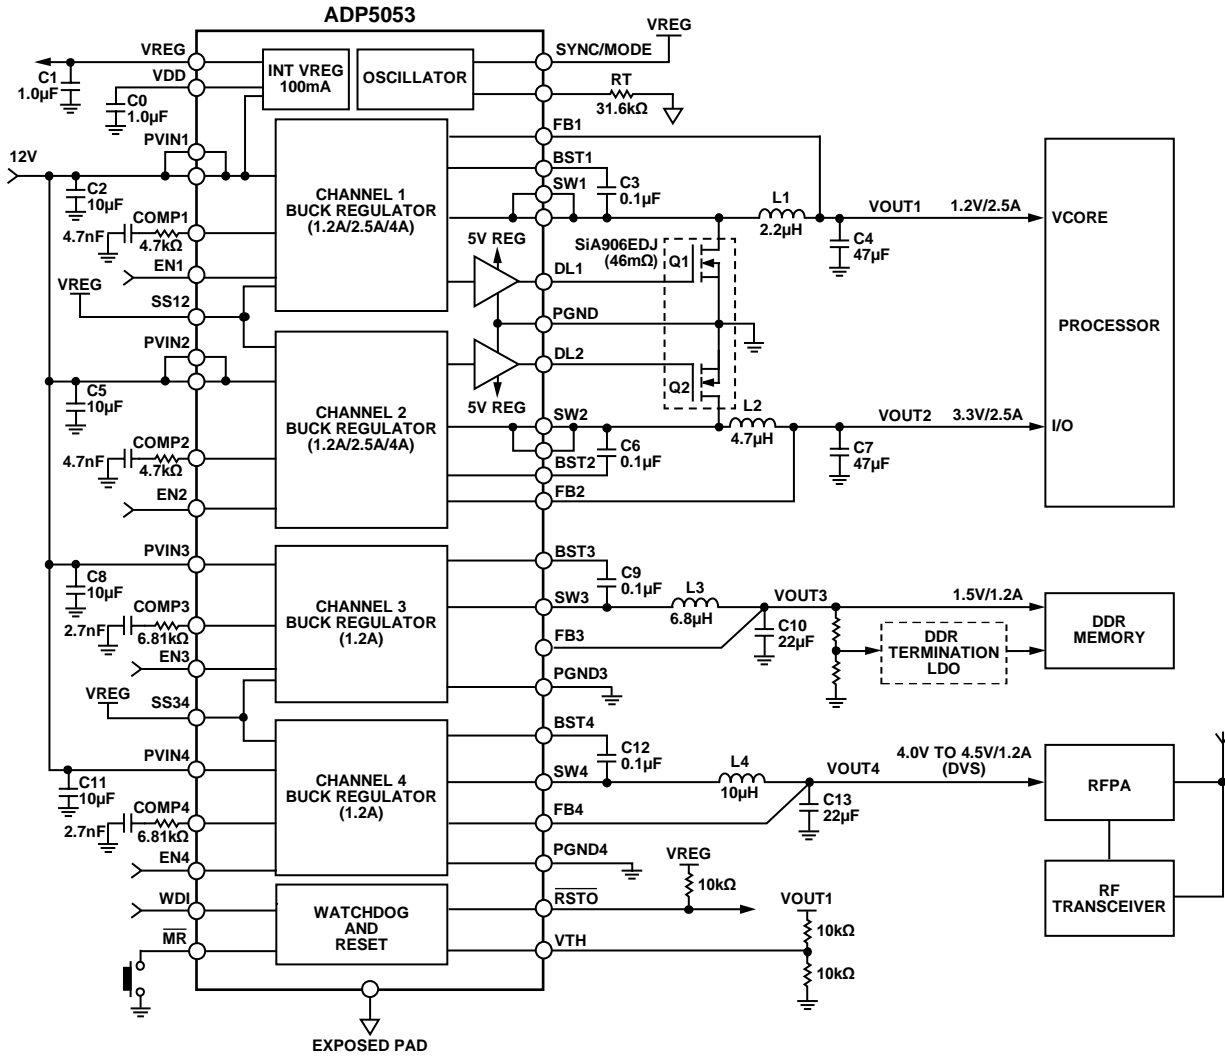 ADP5053
VREG
VREG
SYNC/MODE
C1
1.0µF
VDD
INT VREG
100mA
OSCILLATOR
RT
31.6kΩ
C0
1.0µF
FB1
PVIN1
12V
BST1
C2
10µF
CHANNEL 1
BUCK REGULATOR
(1.2A/2.5A/4A)
SW1
C3
0.1µF
L1
2.2µH
VOUT1
1.2V/2.5A
VCORE
COMP1
4.7nF
4.7kΩ
C4
47µF
5V REG
SiA906EDJ
(46mΩ)
Q1
EN1
DL1
VREG
SS12
PGND
PROCESSOR
PVIN2
DL2
Q2
C5
10µF
5V REG
CHANNEL 2
BUCK REGULATOR
(1.2A/2.5A/4A)
SW2
L2
4.7µH
VOUT2
3.3V/2.5A
I/O
COMP2
4.7nF
4.7kΩ
C6
0.1µF
C7
47µF
BST2
EN2
FB2
PVIN3
BST3
C8
10µF
C9
0.1µF
CHANNEL 3
BUCK REGULATOR
(1.2A)
SW3
L3
6.8µH
VOUT3
1.5V/1.2A
COMP3
2.7nF
6.81kΩ
C10
22µF
DDR
TERMINATION
LDO
DDR
MEMORY
FB3
EN3
PGND3
VREG
SS34
BST4
PVIN4
C12
0.1µF
C11
10µF
CHANNEL 4
BUCK REGULATOR
(1.2A)
SW4
L4
10µH
VOUT4
4.0V TO 4.5V/1.2A
(DVS)
RFPA
COMP4
2.7nF
6.81kΩ
FB4
C13
22µF
EN4
PGND4
VREG
10kΩ
RF
TRANSCEIVER
WDI
WATCHDOG
AND
RESET
RSTO
VOUT1
10kΩ
MR
VTH
10kΩ
EXPOSED PAD